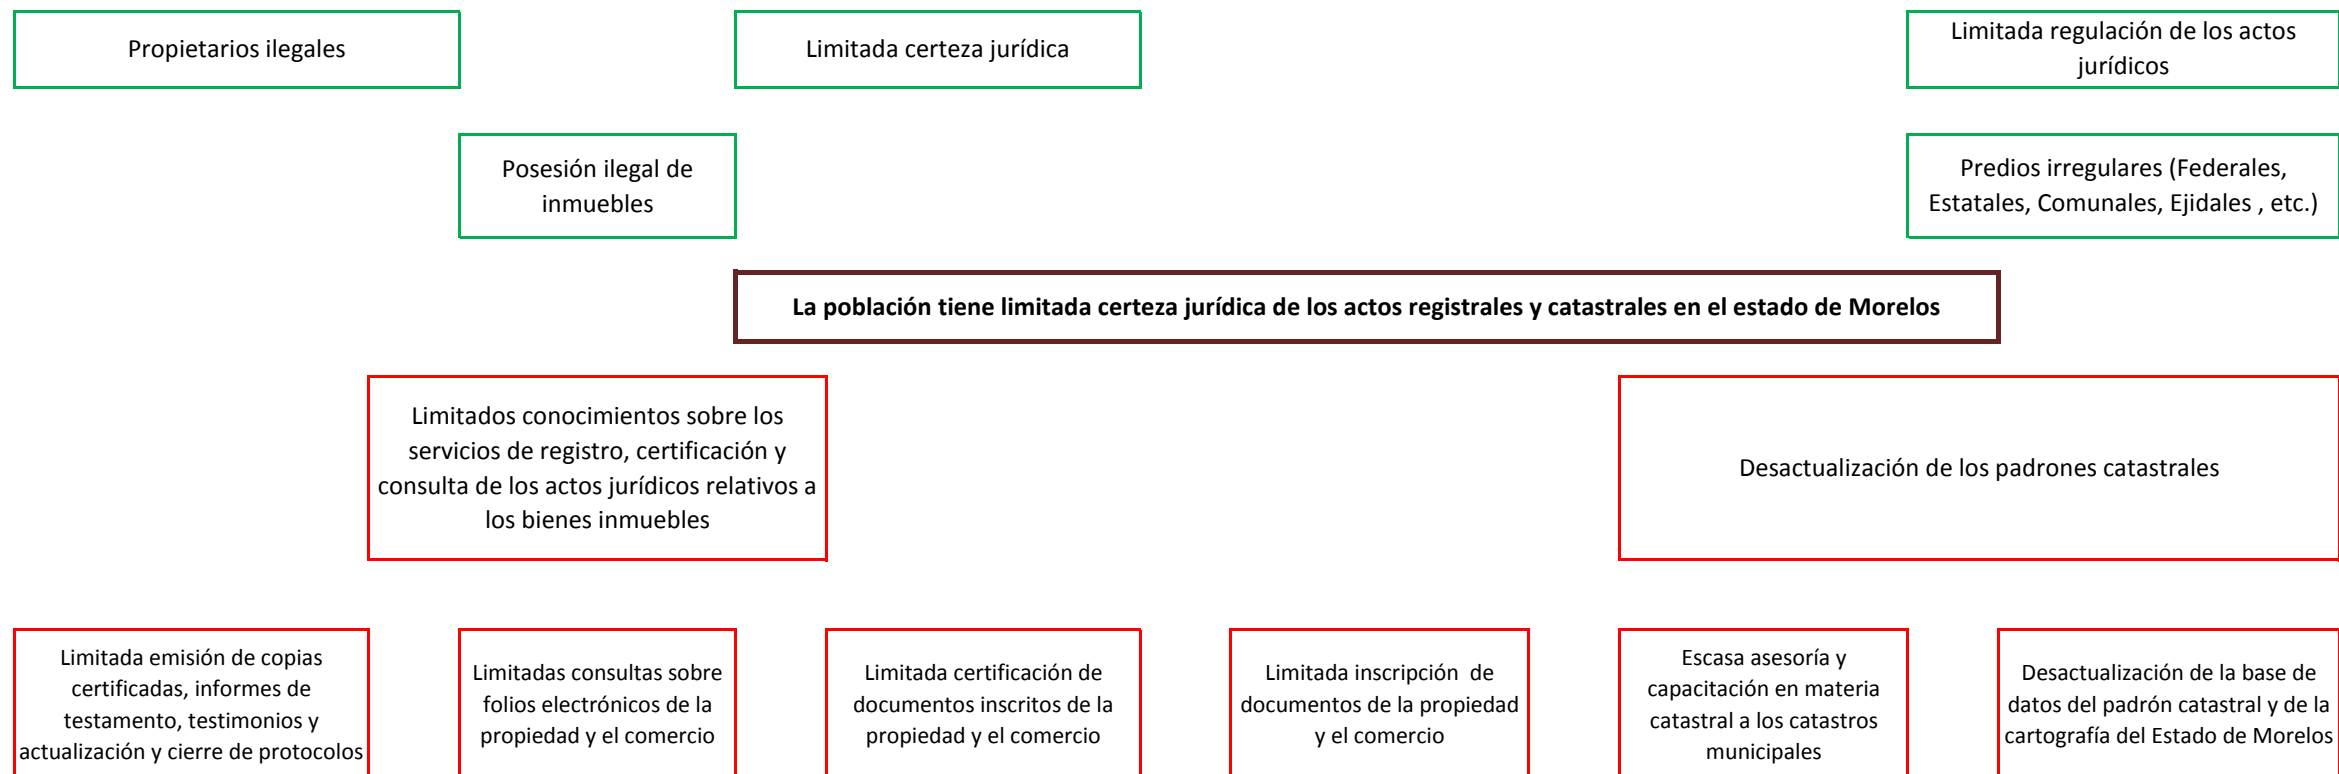 Propietarios ilegales
Limitada certeza jurídica
Limitada regulación de los actos
jurídicos
Posesión ilegal de
inmuebles
Predios irregulares (Federales,
Estatales, Comunales, Ejidales , etc.)
La población tiene limitada certeza jurídica de los actos registrales y catastrales en el estado de Morelos
Limitados conocimientos sobre los
servicios de registro, certificación y
consulta de los actos jurídicos relativos a
los bienes inmuebles
Desactualización de los padrones catastrales
Limitada emisión de copias
certificadas, informes de
testamento, testimonios y
actualización y cierre de protocolos
Limitadas consultas sobre
folios electrónicos de la
propiedad y el comercio
Limitada certificación de
documentos inscritos de la
propiedad y el comercio
Limitada inscripción  de
documentos de la propiedad
y el comercio
Escasa asesoría y
capacitación en materia
catastral a los catastros
municipales
Desactualización de la base de
datos del padrón catastral y de la
cartografía del Estado de Morelos